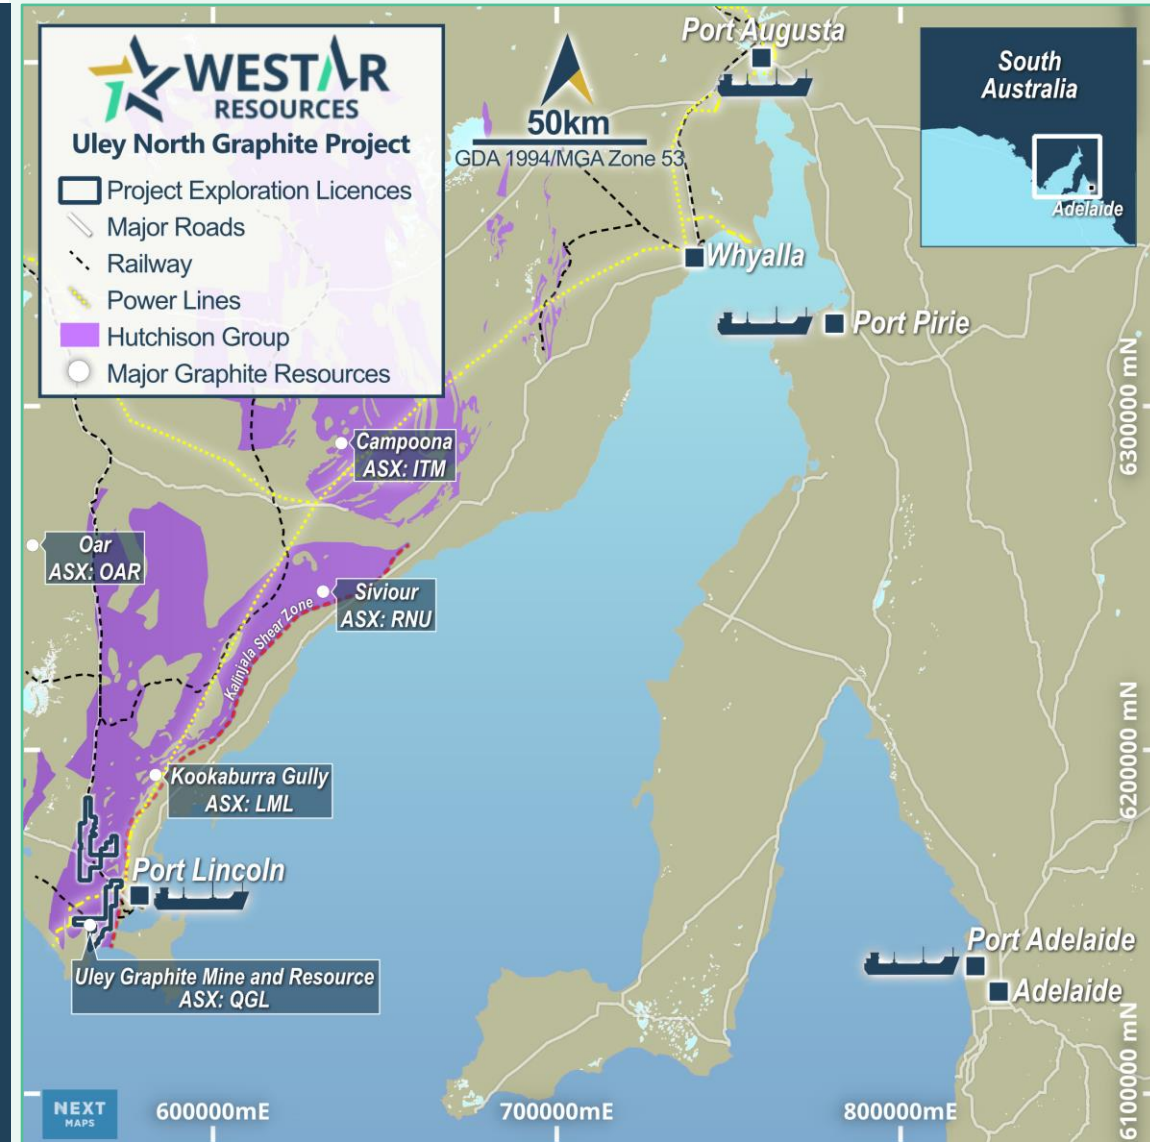 WESTAR
RESOURCES
Uley North Graphite Project
Project Exploration Licences
Major Roads
Railway
Power Lines
Hutchison Group
Major Graphite Resources
50km
GDA 1994/MGA Zone 53
Port Augusta
South
Australia
Adelaide
Whyalla
Port Pirie
6300000 mN
Campoona
ASX: ITM
Oar
ASX: OAR
Siviour
ASX: RNU
Kalinjala Shear Zone
6200000 mN
Kookaburra Gully
ASX: LML
Port Lincoln
Uley Graphite Mine and Resource
ASX: QGL
Port Adelaide
Adelaide
6100000 mN
NEXT
MAPS
600000mE
700000mE
800000mE